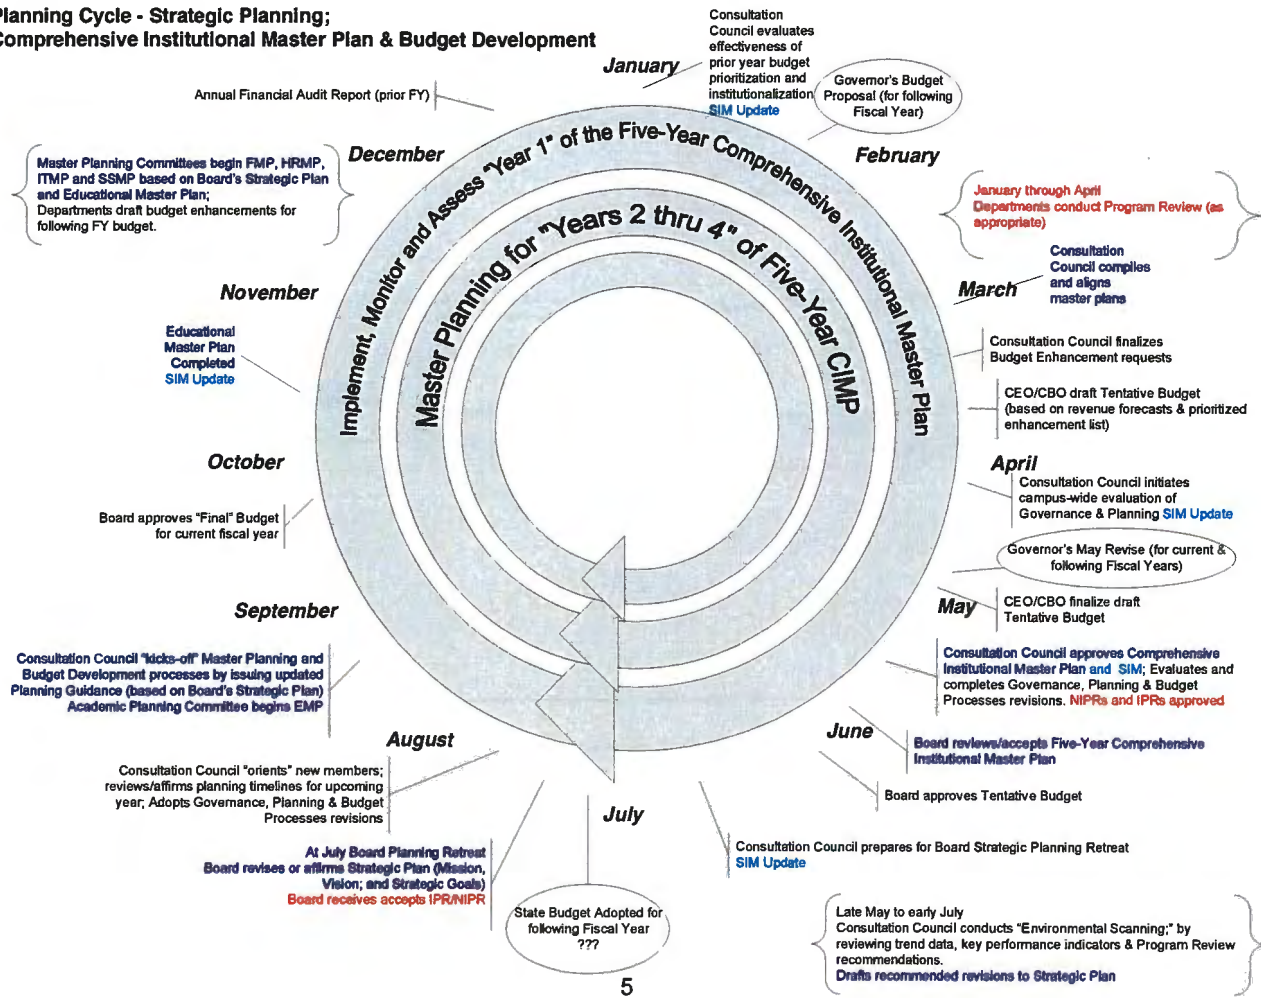 Planning Cycle - Strategic Planning;
Comprehensive Institutional Master Plan & Budget Development
January
Consultation
Council evaluates
effectiveness of
prior year budget
prioritization and
institutionalization
SIM Update
Governor's Budget
Proposal (for following
Fiscal Year)
February
January through April
Departments conduct Program Review (as
appropriate)
March
Consultation
Council compiles
and aligns
master plans
Consultation Council finalizes
Budget Enhancement requests
CEO/CBO draft Tentative Budget
(based on revenue forecasts & prioritized
enhancement list)
April
Consultation Council initiates
campus-wide evaluation of
Governance & Planning SIM Update
Governor's May Revise (for current &
following Fiscal Years)
May
CEO/CBO finalize draft
Tentative Budget
Consultation Council approves Comprehensive
Institutional Master Plan and SIM; Evaluates and
completes Governance, Planning & Budget
Processes revisions. NIPRs and IPRs approved
June
Board reviews/accepts Five-Year Comprehensive
Institutional Master Plan
Board approves Tentative Budget
Consultation Council prepares for Board Strategic Planning Retreat
SIM Update
Late May to early July
Consultation Council conducts "Environmental Scanning;" by
reviewing trend data, key performance indicators & Program Review
recommendations.
Drafts recommended revisions to Strategic Plan
July
State Budget Adopted for
following Fiscal Year
???
At July Board Planning Retreat
Board revises or affirms Strategic Plan (Mission,
Vision; and Strategic Goals)
Board receives accepts IPR/NIPR
August
Consultation Council "orients" new members;
reviews/affirms planning timelines for upcoming
year; Adopts Governance, Planning & Budget
Processes revisions
September
Consultation Council "kicks-off" Master Planning and
Budget Development processes by issuing updated
Planning Guidance (based on Board's Strategic Plan)
Academic Planning Committee begins EMP
October
Board approves "Final" Budget
for current fiscal year
November
Educational
Master Plan
Completed
SIM Update
December
Master Planning Committees begin FMP, HRMP,
ITMP and SSMP based on Board's Strategic Plan
and Educational Master Plan;
Departments draft budget enhancements for
following FY budget.
Annual Financial Audit Report (prior FY)
Implement, Monitor and Assess "Year 1" of the Five-Year Comprehensive Institutional Master Plan
Master Planning for "Years 2 thru 4" of Five-Year CIMP
5